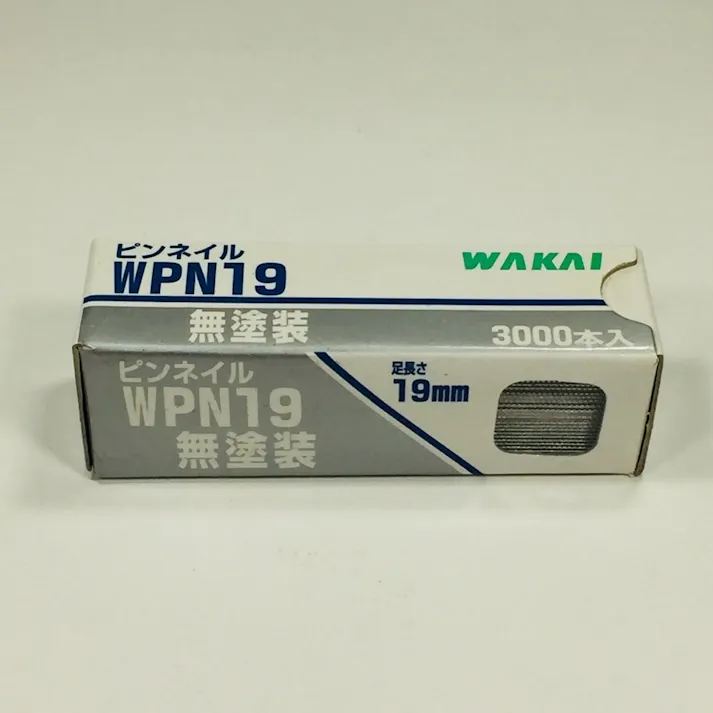 ピンネイル
WPN19
WAKAI
無塗装
3000本入
ピンネイル
WPN19
無塗装
足長さ
19mm